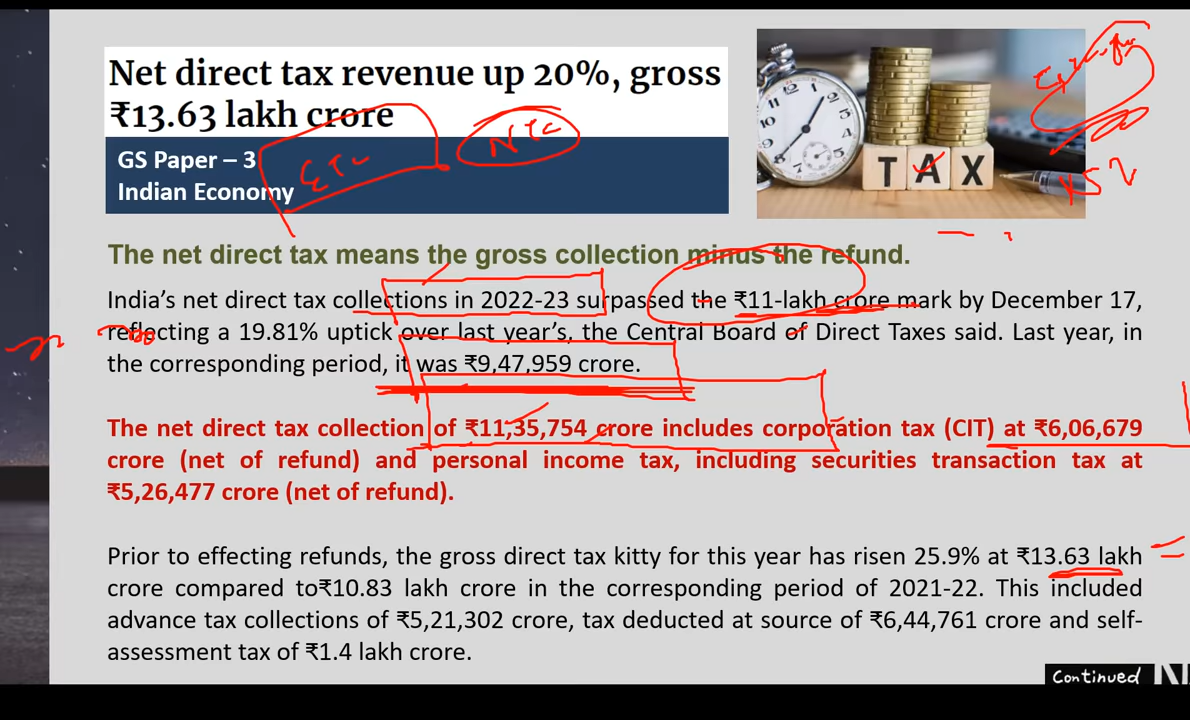 Net direct tax revenue up 20%, gross
₹13.63 lakh crore
GS Paper – 3
Indian Economy
NTC
TAX
The net direct tax means the gross collection minus the refund.
India's net direct tax collections in 2022-23 surpassed the ₹11-lakh crore mark by December 17,
reflecting a 19.81% uptick over last year's, the Central Board of Direct Taxes said. Last year, in
the corresponding period, it was ₹9,47,959 crore.
The net direct tax collection of ₹11,35,754 crore includes corporation tax (CIT) at ₹6,06,679
crore (net of refund) and personal income tax, including securities transaction tax at
₹5,26,477 crore (net of refund).
Prior to effecting refunds, the gross direct tax kitty for this year has risen 25.9% at ₹13.63 lakh
crore compared to₹10.83 lakh crore in the corresponding period of 2021-22. This included
advance tax collections of ₹5,21,302 crore, tax deducted at source of ₹6,44,761 crore and self-
assessment tax of ₹1.4 lakh crore.
Continued